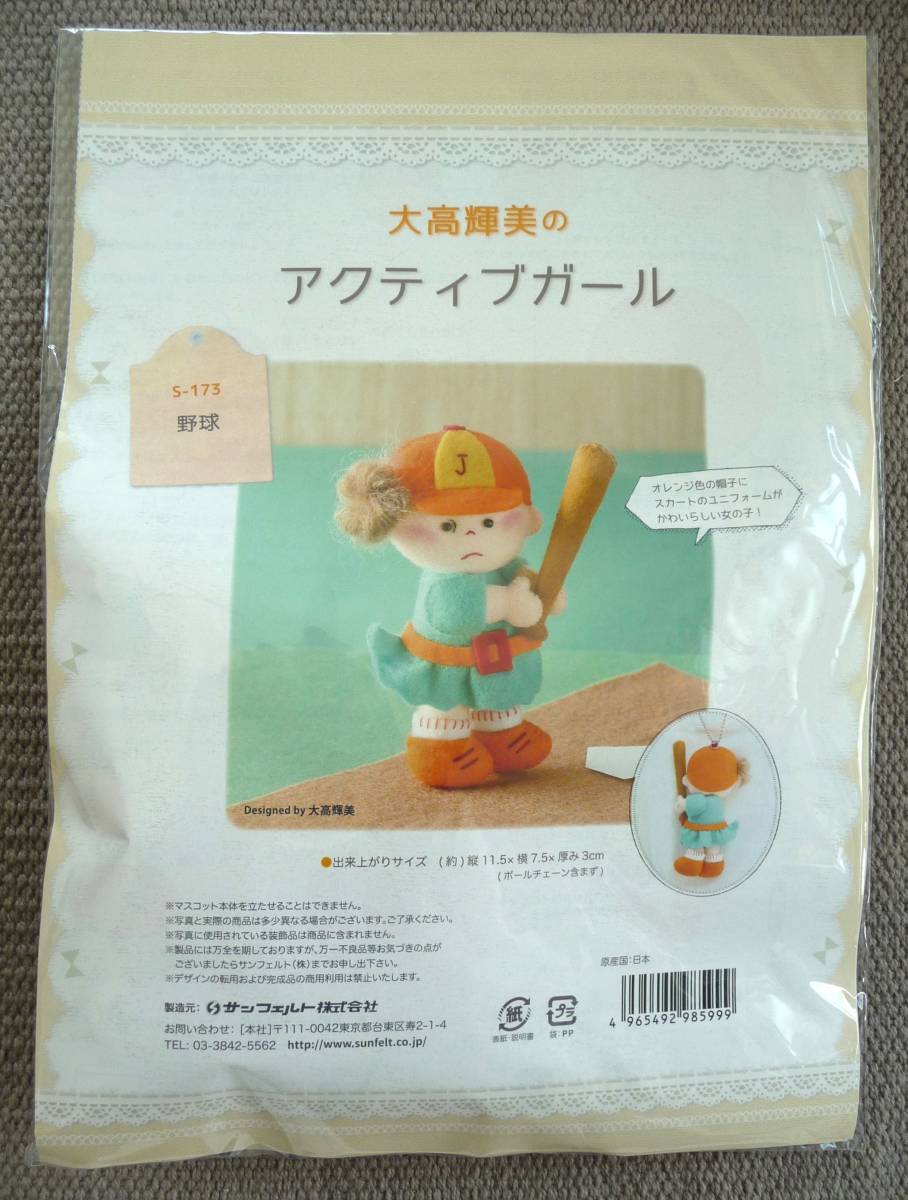 大高輝美の
アクティブガール
S-173
野球
J
オレンジ色の帽子に
スカートのユニフォームが
かわいらしい女の子！
Designed by 大高輝美
●出来上がりサイズ (約)縦11.5×横7.5×厚み3cm
(ボールチェーン含まず)
※マスコット本体を立たせることはできません。
※写真と実際の商品は多少異なる場合がございます。ご了承ください。
※写真に使用されている装飾品は商品に含まれません。
※製品には万全を期しておりますが、万一不良品等お気づきの点が
ございましたらサンフェルト(株)までお申し出下さい。
※デザインの転用および完成品の商用利用は禁止いたします。
原産国：日本
製造元： サンフェルト株式会社
お問い合わせ：[本社]〒111-0042東京都台東区寿2-1-4
TEL: 03-3842-5562 http://www.sunfelt.co.jp/
紙
表紙・説明書
プラ
袋：PP
4 965492 985999